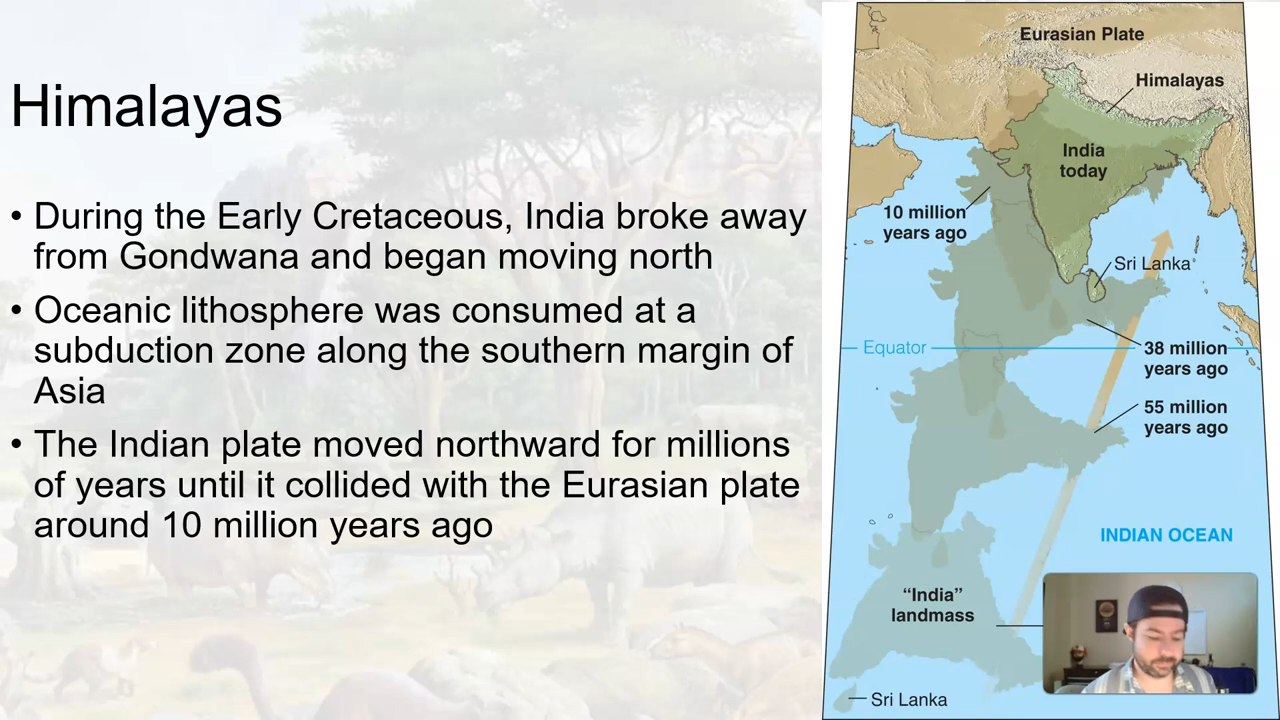 Himalayas
• During the Early Cretaceous, India broke away
from Gondwana and began moving north
• Oceanic lithosphere was consumed at a
subduction zone along the southern margin of
Asia
• The Indian plate moved northward for millions
of years until it collided with the Eurasian plate
around 10 million years ago
Eurasian Plate
Himalayas
India
today
10 million
years ago
Sri Lanka
Equator
38 million
years ago
55 million
years ago
INDIAN OCEAN
“India”
landmass
Sri Lanka